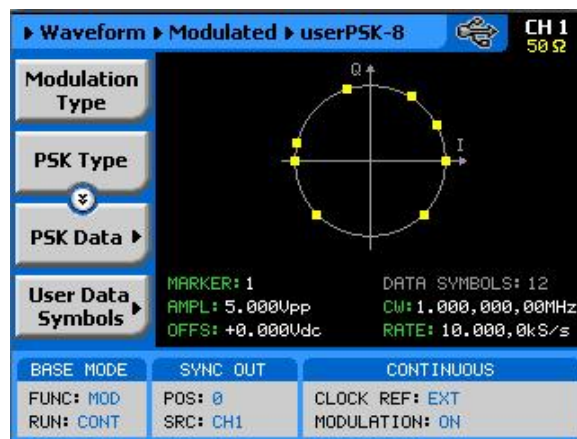 Waveform ▶ Modulated ▶ userPSK-8
CH 1
50 Ω
Modulation
Type
PSK Type
PSK Data
User Data
Symbols
Q
I
MARKER: 1
DATA SYMBOLS: 12
AMPL: 5.000Vpp
CW: 1.000,000,00MHz
OFFS: +0.000Vdc
RATE: 10.000,0kS/s
BASE MODE
SYNC OUT
CONTINUOUS
FUNC: MOD
POS: 0
CLOCK REF: EXT
RUN: CONT
SRC: CH1
MODULATION: ON